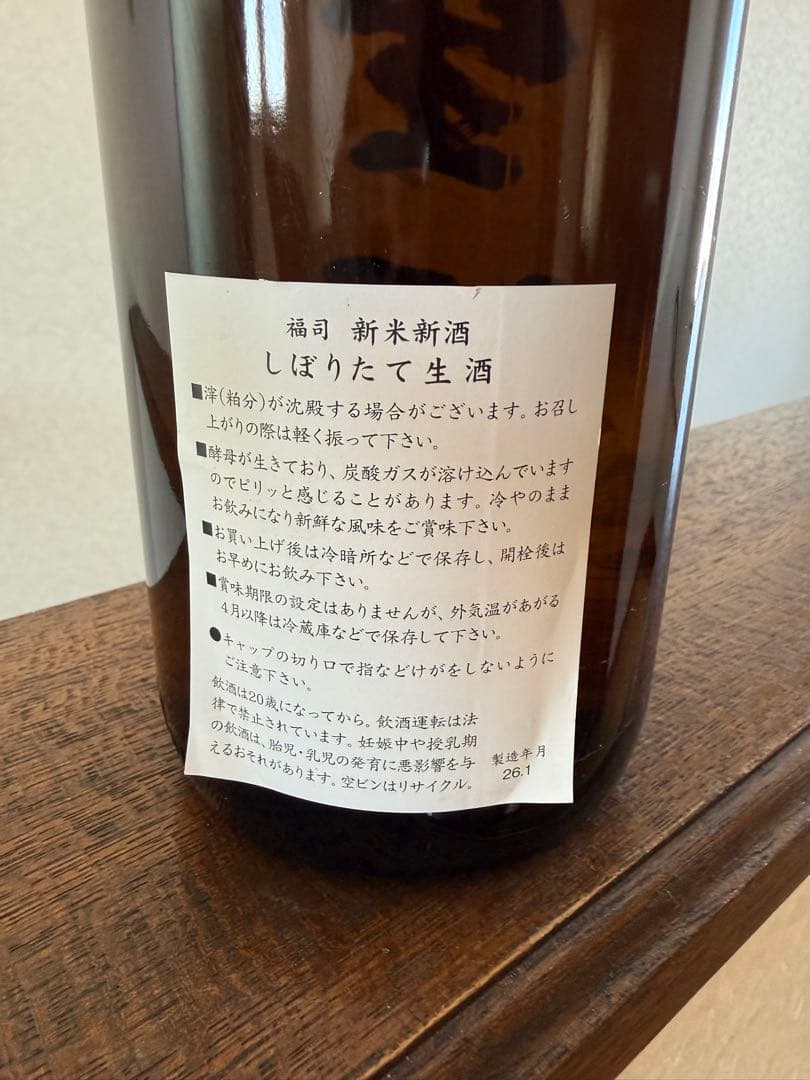 福司 新米新酒
しぼりたて生酒
■滓(粕分)が沈殿する場合がございます。お召し
上がりの際は軽く振って下さい。
■酵母が生きており、炭酸ガスが溶け込んでいます
のでピリッと感じることがあります。冷やのまま
お飲みになり新鮮な風味をご賞味下さい。
■お買い上げ後は冷暗所などで保存し、開栓後は
お早めにお飲み下さい。
■賞味期限の設定はありませんが、外気温があがる
4月以降は冷蔵庫などで保存して下さい。
●キャップの切り口で指などけがをしないように
ご注意下さい。
飲酒は20歳になってから。飲酒運転は法
律で禁止されています。妊娠中や授乳期
の飲酒は、胎児・乳児の発育に悪影響を与
えるおそれがあります。空ビンはリサイクル。
製造年月
26.1